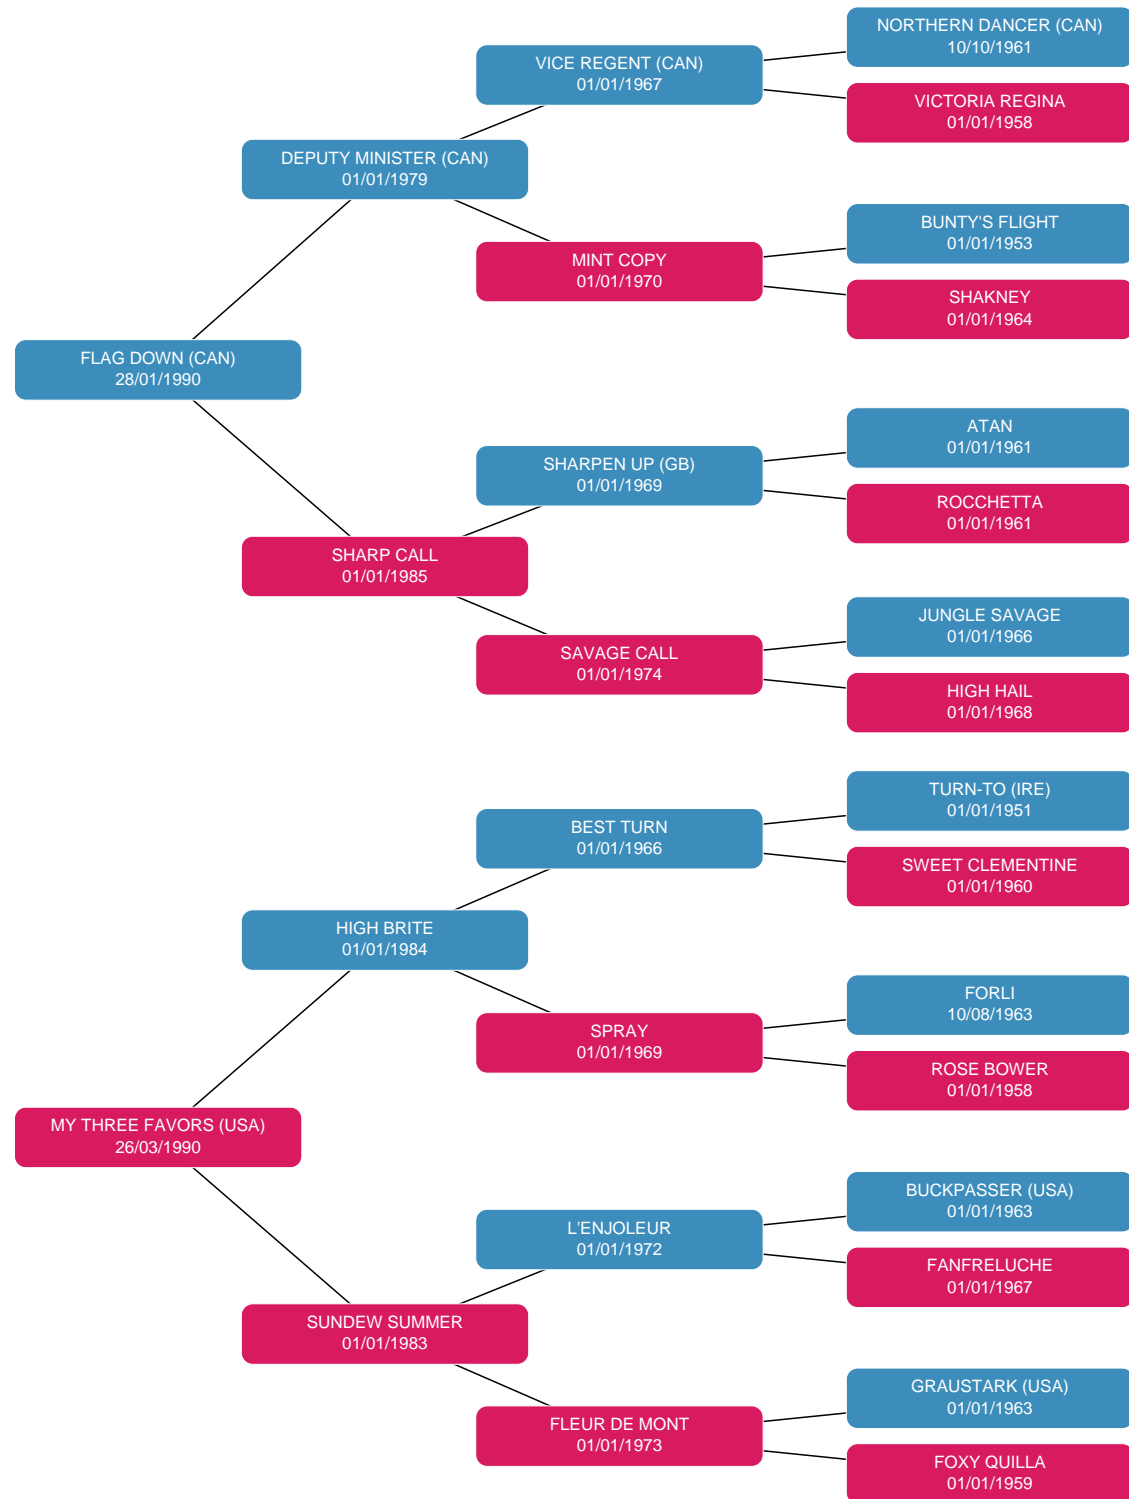 NORTHERN DANCER (CAN)
10/10/1961
VICE REGENT (CAN)
01/01/1967
VICTORIA REGINA
01/01/1958
DEPUTY MINISTER (CAN)
01/01/1979
BUNTY'S FLIGHT
01/01/1953
MINT COPY
01/01/1970
SHAKNEY
01/01/1964
FLAG DOWN (CAN)
28/01/1990
ATAN
01/01/1961
SHARPEN UP (GB)
01/01/1969
ROCCHETTA
01/01/1961
SHARP CALL
01/01/1985
JUNGLE SAVAGE
01/01/1966
SAVAGE CALL
01/01/1974
HIGH HAIL
01/01/1968
TURN-TO (IRE)
01/01/1951
BEST TURN
01/01/1966
SWEET CLEMENTINE
01/01/1960
HIGH BRITE
01/01/1984
FORLI
10/08/1963
SPRAY
01/01/1969
ROSE BOWER
01/01/1958
MY THREE FAVORS (USA)
26/03/1990
BUCKPASSER (USA)
01/01/1963
L'ENJOLEUR
01/01/1972
FANFRELUCHE
01/01/1967
SUNDEW SUMMER
01/01/1983
GRAUSTARK (USA)
01/01/1963
FLEUR DE MONT
01/01/1973
FOXY QUILLA
01/01/1959